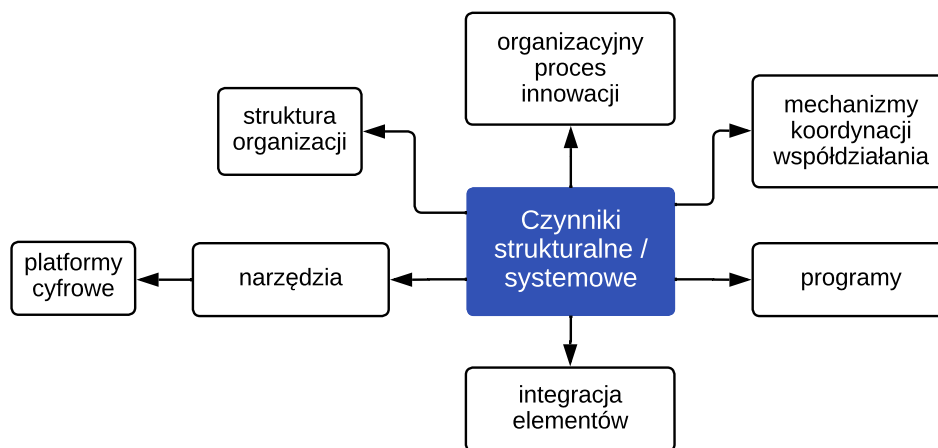 organizacyjny
proces
innowacji
struktura
organizacji
mechanizmy
koordynacji
współdziałania
Czynniki
strukturalne /
systemowe
platformy
cyfrowe
narzędzia
programy
integracja
elementów